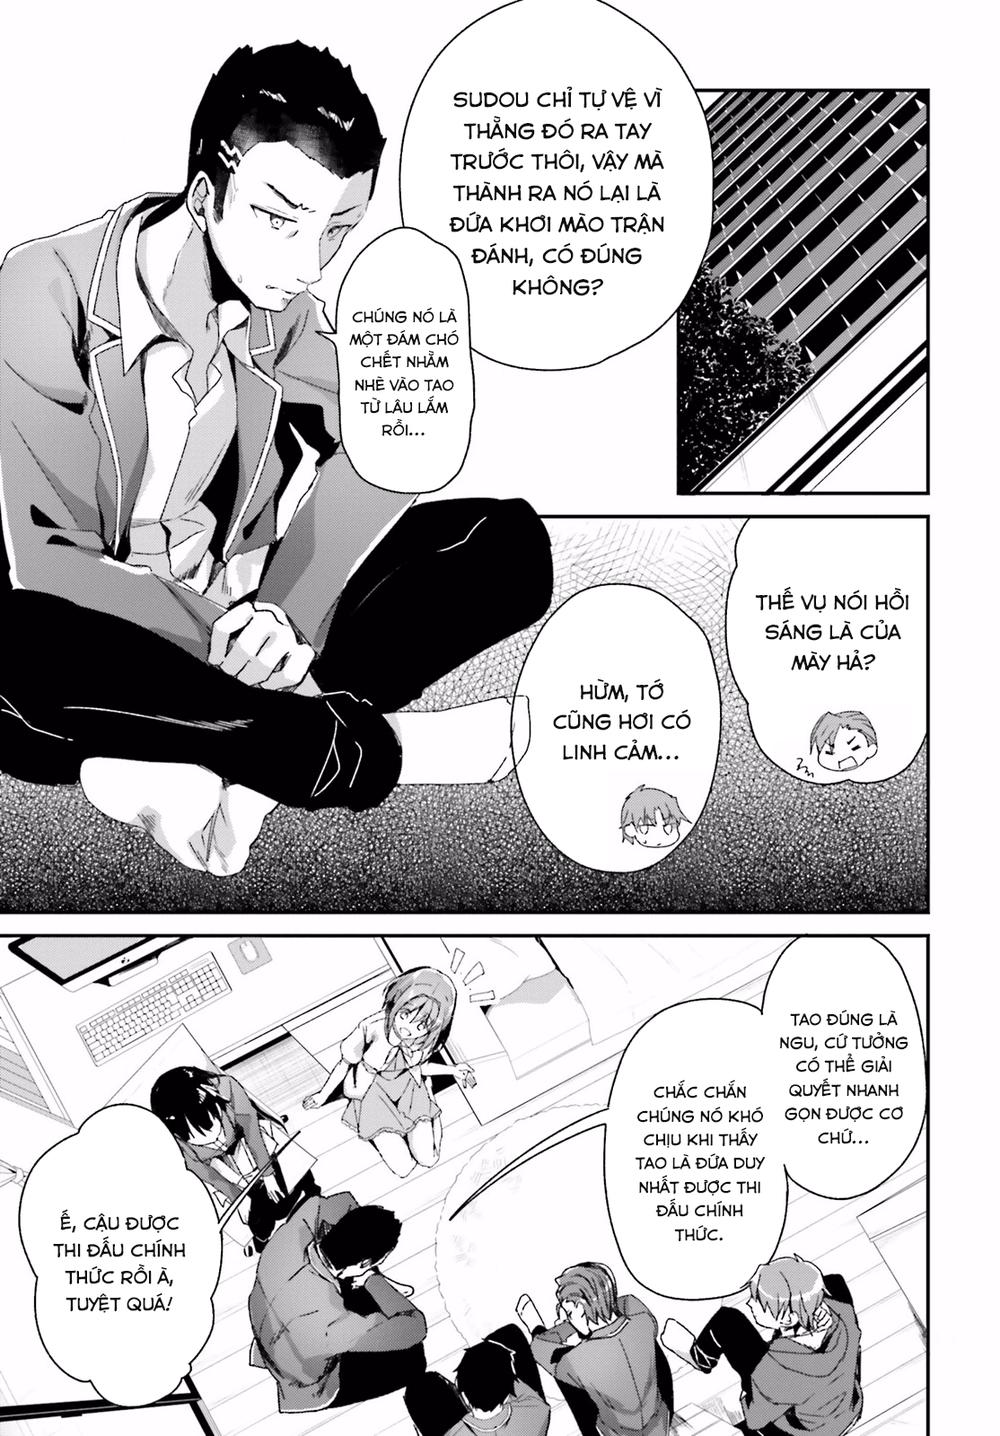 SUDOU CHỈ TỰ VỆ VÌ
THẰNG ĐÓ RA TAY
TRƯỚC THÔI, VẬY MÀ
THÀNH RA NÓ LẠI LÀ
ĐỨA KHƠI MÀO TRẬN
ĐÁNH, CÓ ĐÚNG
KHÔNG?
CHÚNG NÓ LÀ
MỘT ĐÁM CHÓ
CHẾT NHẰM
NHÈ VÀO TAO
TỪ LÂU LẮM
RỒI...
THẾ VỤ NÓI HỒI
SÁNG LÀ CỦA
MÀY HẢ?
HỪM, TỚ
CŨNG HƠI CÓ
LINH CẢM...
TAO ĐÚNG LÀ
NGU, CỨ TƯỞNG
CÓ THỂ GIẢI
QUYẾT NHANH
GỌN ĐƯỢC CƠ
CHỨ...
CHẮC CHẮN
CHÚNG NÓ KHÓ
CHỊU KHI THẤY
TAO LÀ ĐỨA DUY
NHẤT ĐƯỢC THI
ĐẤU CHÍNH
THỨC.
Ế, CẬU ĐƯỢC
THI ĐẤU CHÍNH
THỨC RỒI À,
TUYỆT QUÁ!